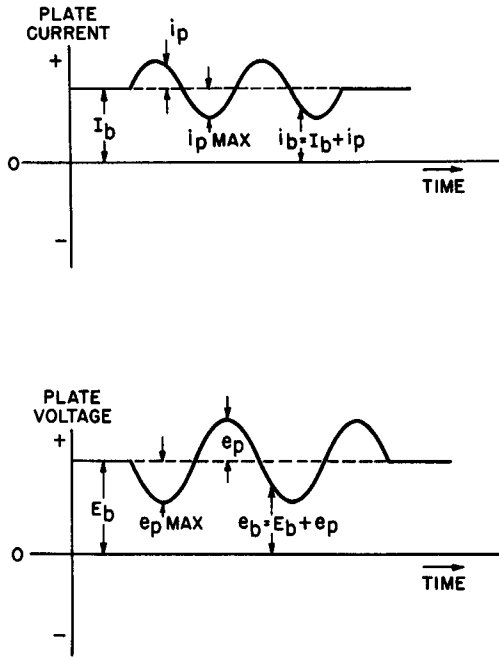 PLATE
CURRENT
ip
+
Ib
ip MAX
ib=Ib+ip
0
TIME
−
PLATE
VOLTAGE
+
ep
Eb
ep MAX
eb=Eb+ep
0
TIME
−